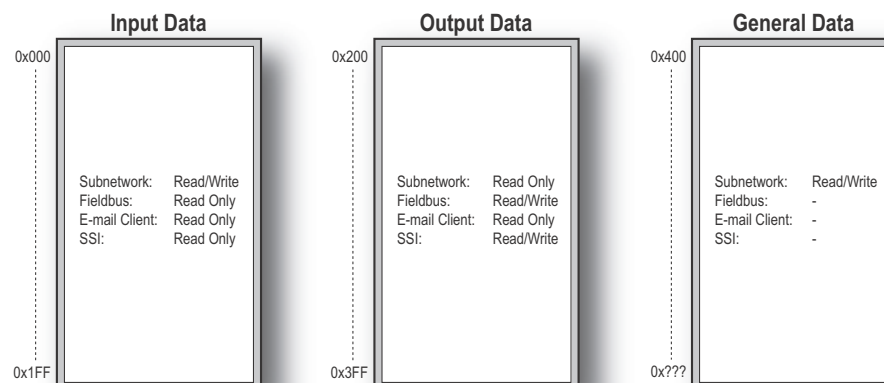 Input Data
0x000
Subnetwork: Read/Write
Fieldbus: Read Only
E-mail Client: Read Only
SSI: Read Only
0x1FF
Output Data
0x200
Subnetwork: Read Only
Fieldbus: Read/Write
E-mail Client: Read Only
SSI: Read/Write
0x3FF
General Data
0x400
Subnetwork: Read/Write
Fieldbus: -
E-mail Client: -
SSI: -
0x???